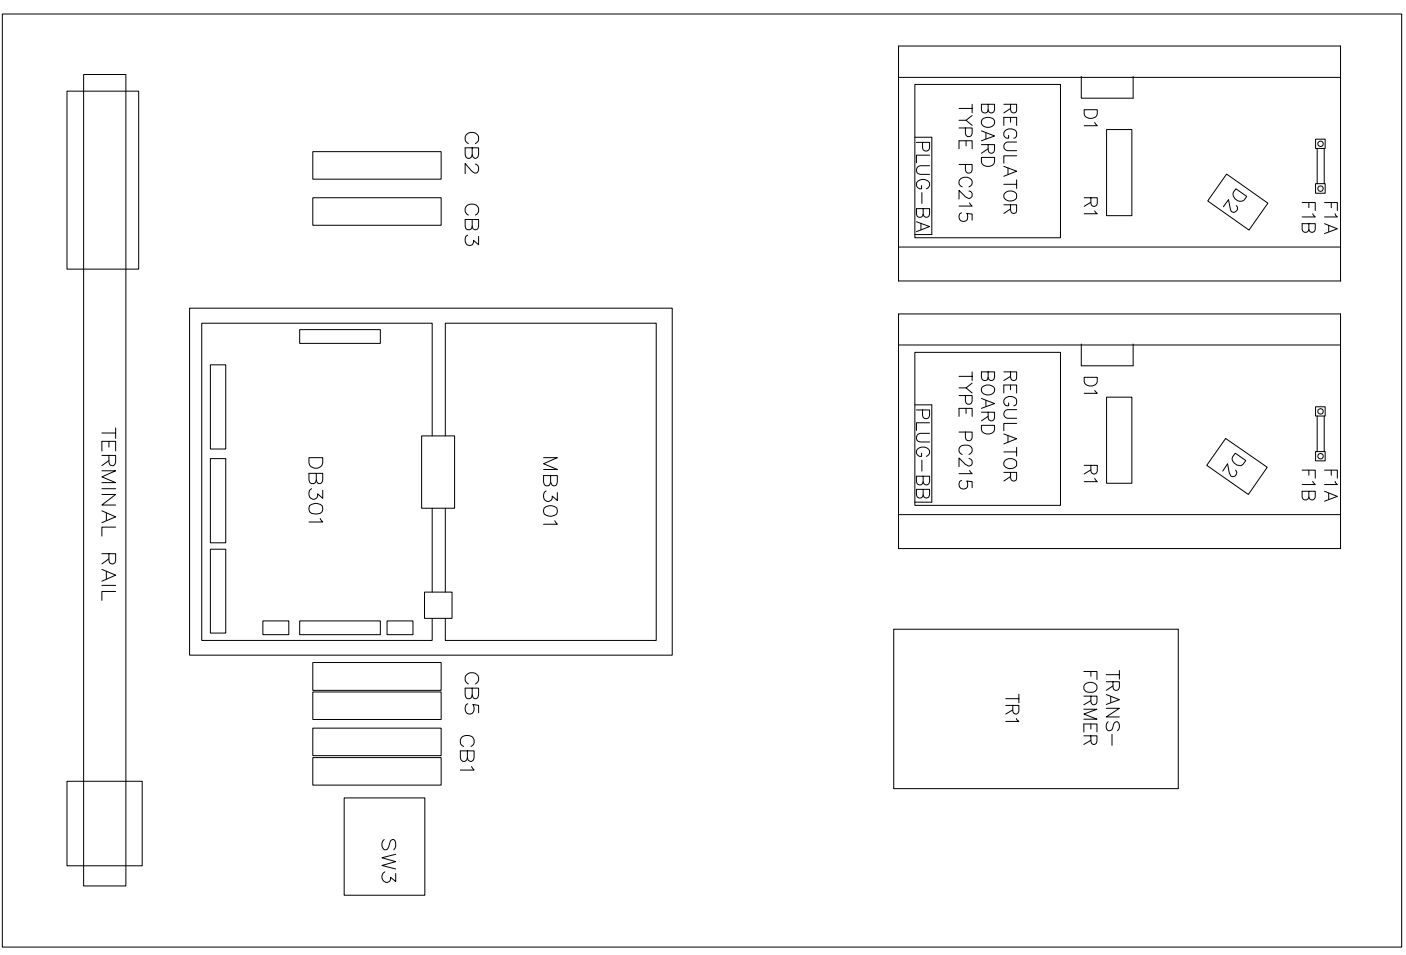 F1A
F1B
D2
D1
R1
REGULATOR
BOARD
TYPE PC215
PLUG-BA
F1A
F1B
D2
D1
R1
REGULATOR
BOARD
TYPE PC215
PLUG-BB
TRANS-
FORMER
TR1
CB2
CB3
MB301
DB301
CB5
CB1
SW3
TERMINAL RAIL